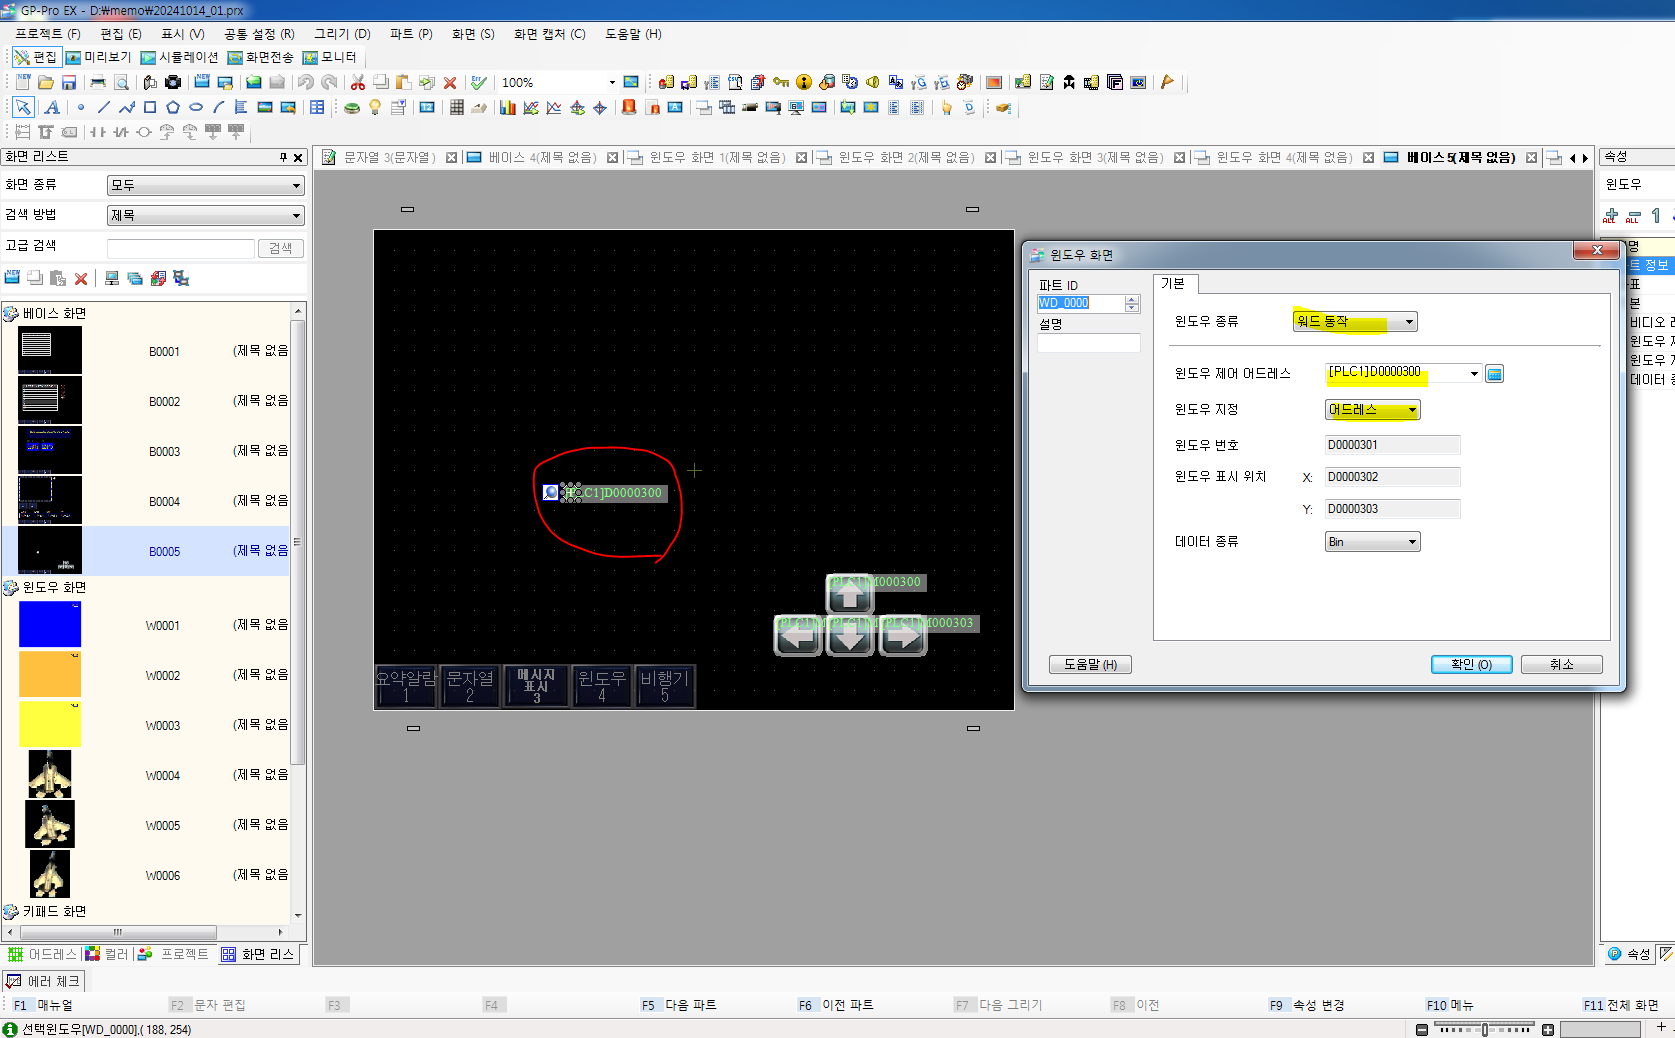 GP-Pro EX - D:\memo\20241014_01.prx
프로젝트 (F) 편집 (E) 표시 (V) 공통 설정 (R) 그리기 (D) 파트 (P) 화면 (S) 화면 캡처 (C) 도움말 (H)
편집 미리보기 시뮬레이션 화면전송 모니터
100%
화면 리스트
문자열 3(문자열) 베이스 4(제목 없음) 윈도우 화면 1(제목 없음) 윈도우 화면 2(제목 없음) 윈도우 화면 3(제목 없음) 윈도우 화면 4(제목 없음) 베이스 5(제목 없음)
속성
화면 종류 모두
윈도우
검색 방법 제목
고급 검색 검색
베이스 화면
B0001 (제목 없음
B0002 (제목 없음
B0003 (제목 없음
B0004 (제목 없음
B0005 (제목 없음
윈도우 화면
W0001 (제목 없음
W0002 (제목 없음
W0003 (제목 없음
W0004 (제목 없음
W0005 (제목 없음
W0006 (제목 없음
키패드 화면
어드레스 컬러 프로젝트 화면 리스
[PLC1]D0000300
PLC1]M000300
M000303
요약알람 1
문자열 2
메시지 표시 3
윈도우 4
비행기 5
윈도우 화면
파트 ID
WD_0000
설명
기본
윈도우 종류 워드 동작
윈도우 제어 어드레스 [PLC1]D0000300
윈도우 지정 어드레스
윈도우 번호 D0000301
윈도우 표시 위치 X: D0000302
Y: D0000303
데이터 종류 Bin
도움말 (H) 확인 (O) 취소
명
트 정보
표
본
비디오
윈도우
윈도우
데이터
속성
에러 체크
F1 매뉴얼 F2 문자 편집 F3 F4 F5 다음 파트 F6 이전 파트 F7 다음 그리기 F8 이전 F9 속성 변경 F10 메뉴 F11 전체 화면
선택윈도우[WD_0000],( 188, 254)